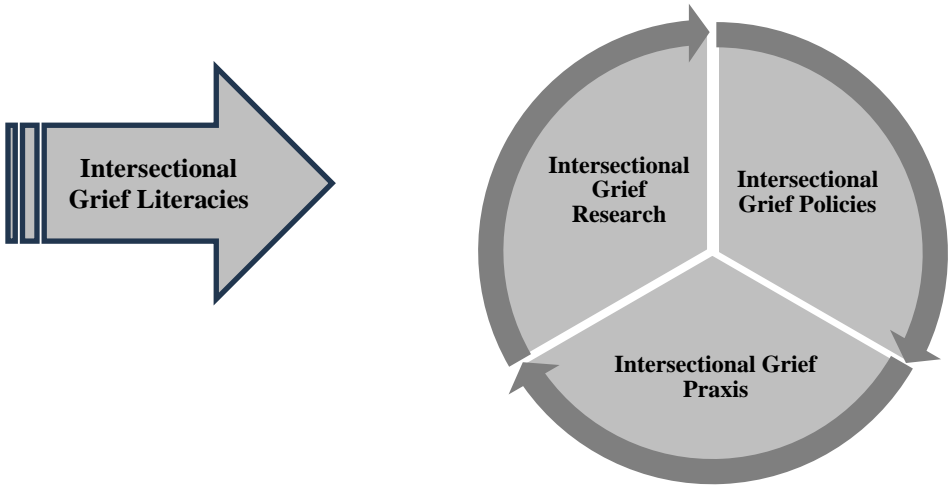 Intersectional
Grief Literacies
Intersectional
Grief
Research
Intersectional
Grief Policies
Intersectional Grief
Praxis